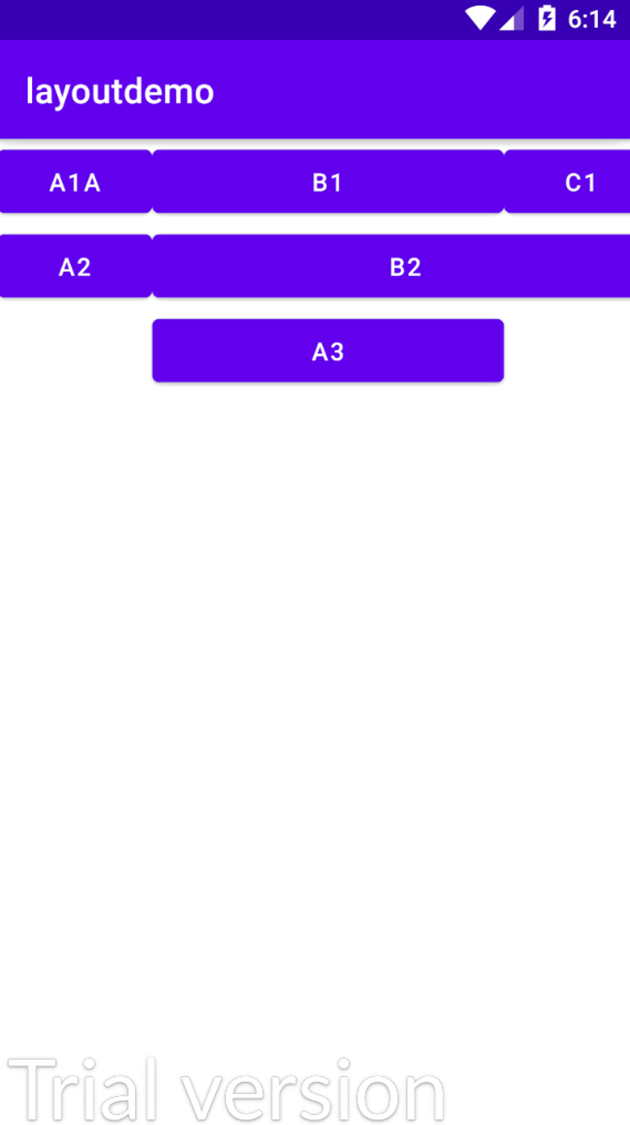 6:14
layoutdemo
A1A B1 C1
A2 B2
A3
Trial version